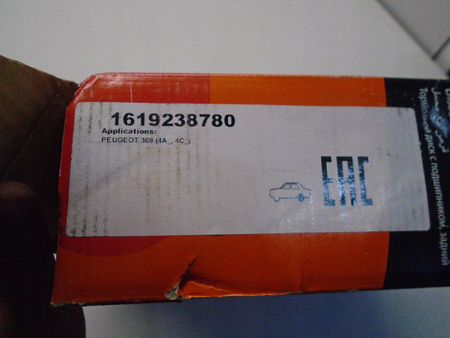 1619238780
Applications:
PEUGEOT 308 (4A_, 4C_)
EAC
Тормозной диск с подшипником, задний